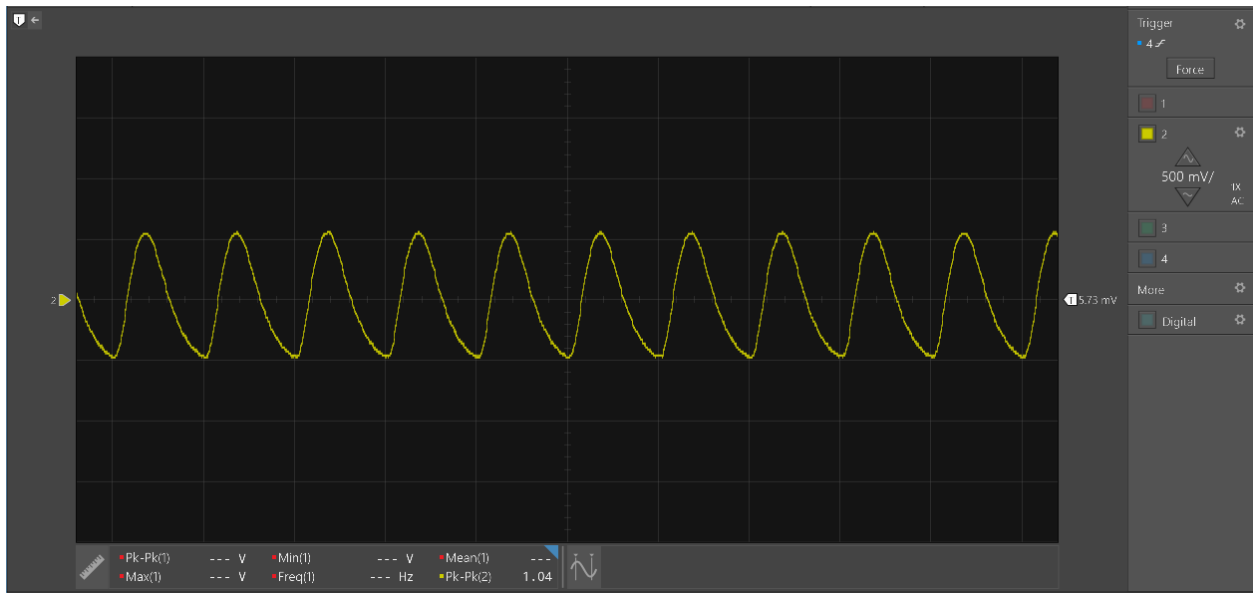 T
Trigger
4
Force
1
2
500 mV/
1X
AC
3
4
More
Digital
2
T 5.73 mV
Pk-Pk(1) --- V Min(1) --- V Mean(1) ---
Max(1) --- V Freq(1) --- Hz Pk-Pk(2) 1.04